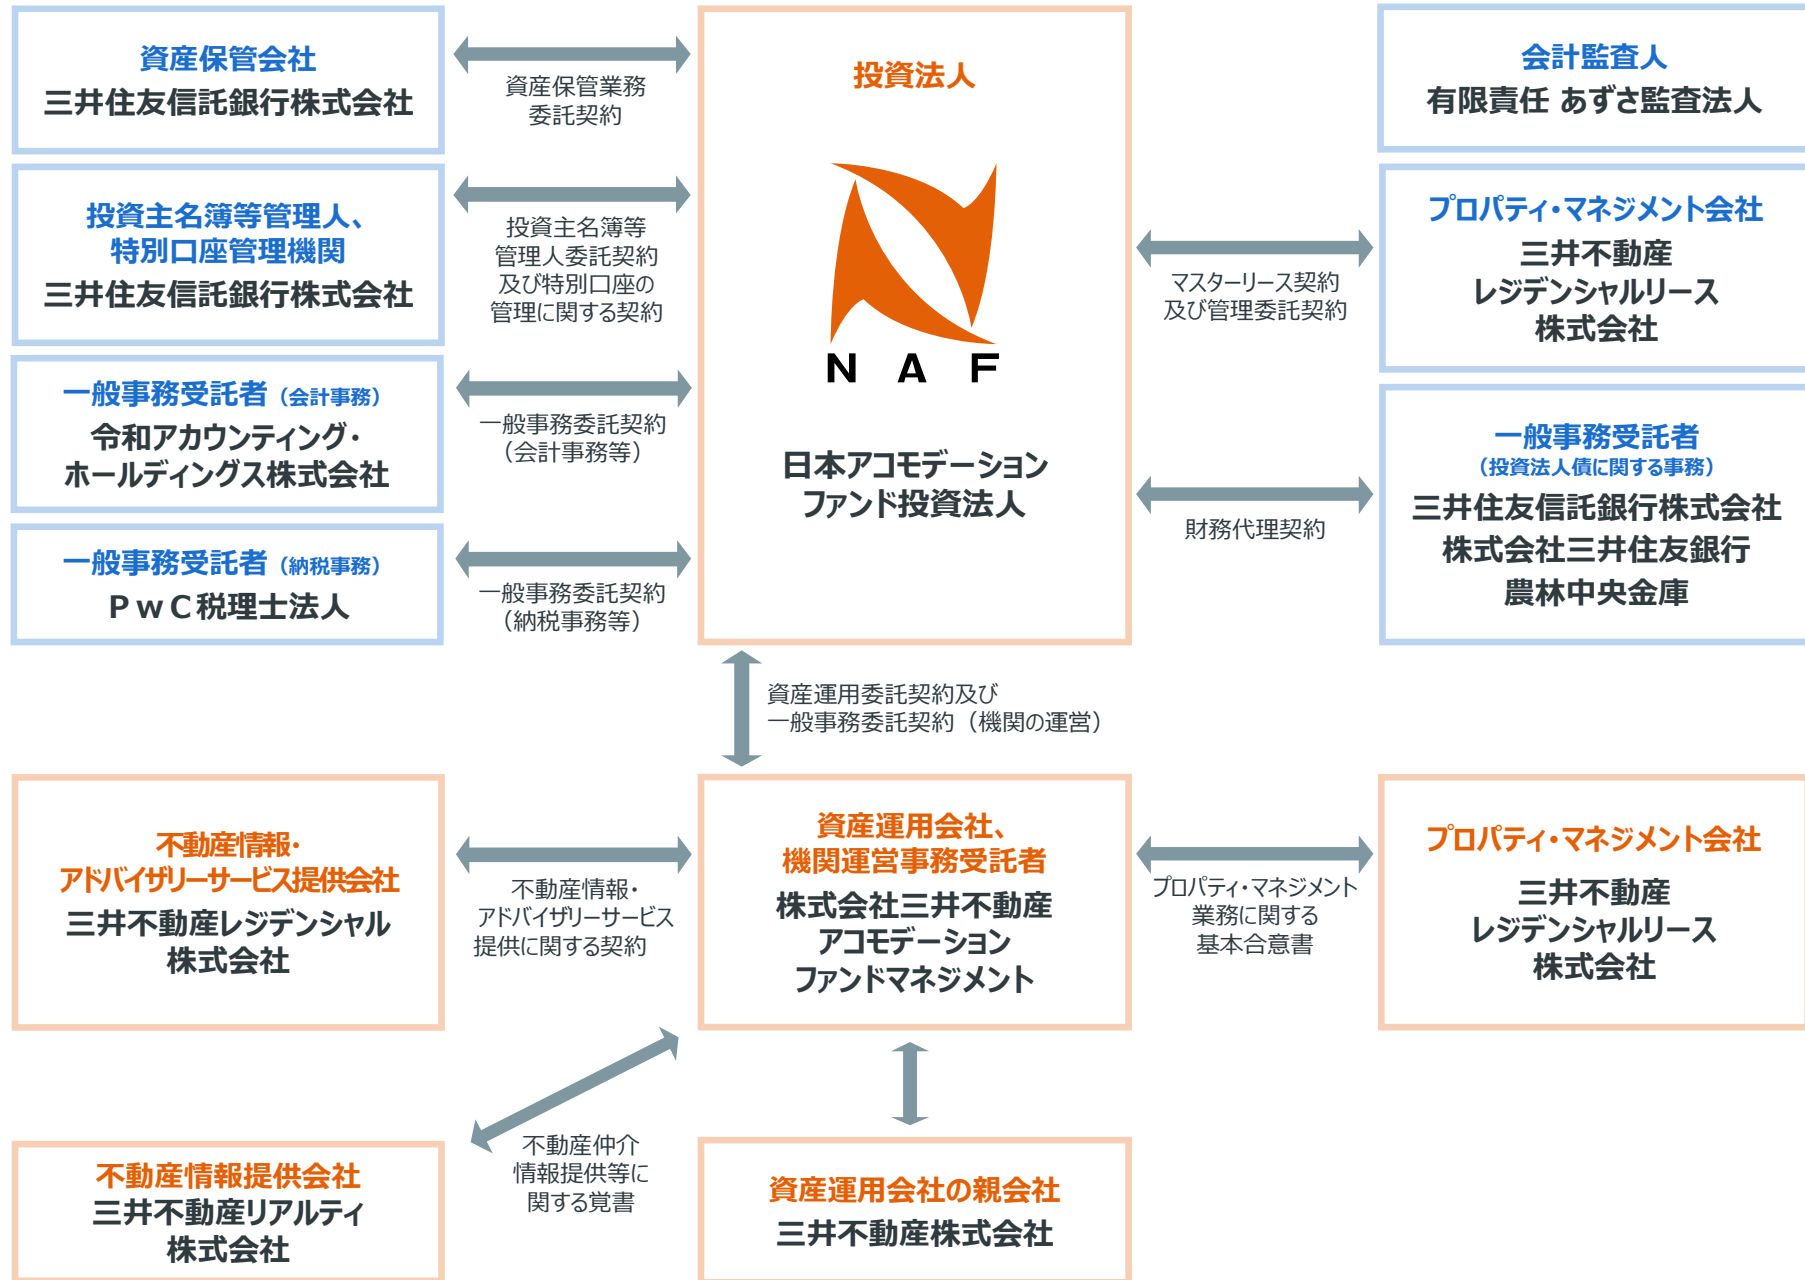 資産保管会社
三井住友信託銀行株式会社
資産保管業務
委託契約
投資主名簿等管理人、
特別口座管理機関
三井住友信託銀行株式会社
投資主名簿等
管理人委託契約
及び特別口座の
管理に関する契約
一般事務受託者（会計事務）
令和アカウンティング・
ホールディングス株式会社
一般事務委託契約
（会計事務等）
一般事務受託者（納税事務）
ＰｗＣ税理士法人
一般事務委託契約
（納税事務等）
投資法人
NAF
日本アコモデーション
ファンド投資法人
会計監査人
有限責任 あずさ監査法人
プロパティ・マネジメント会社
三井不動産
レジデンシャルリース
株式会社
マスターリース契約
及び管理委託契約
一般事務受託者
（投資法人債に関する事務）
三井住友信託銀行株式会社
株式会社三井住友銀行
農林中央金庫
財務代理契約
資産運用委託契約及び
一般事務委託契約（機関の運営）
不動産情報・
アドバイザリーサービス提供会社
三井不動産レジデンシャル
株式会社
不動産情報・
アドバイザリーサービス
提供に関する契約
資産運用会社、
機関運営事務受託者
株式会社三井不動産
アコモデーション
ファンドマネジメント
プロパティ・マネジメント
業務に関する
基本合意書
プロパティ・マネジメント会社
三井不動産
レジデンシャルリース
株式会社
不動産情報提供会社
三井不動産リアルティ
株式会社
不動産仲介
情報提供等に
関する覚書
資産運用会社の親会社
三井不動産株式会社